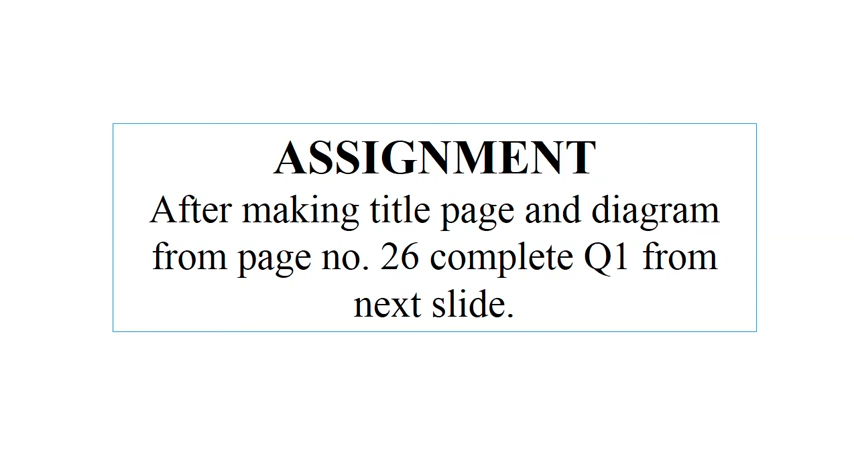 ASSIGNMENT
After making title page and diagram
from page no. 26 complete Q1 from
next slide.